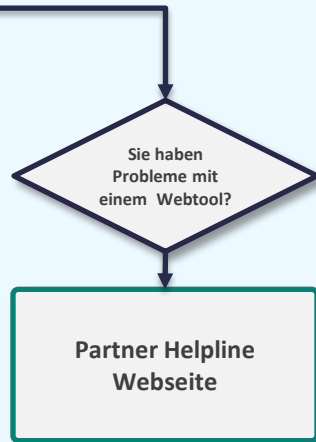 Sie haben
Probleme mit
einem Webtool?
Partner Helpline
Webseite